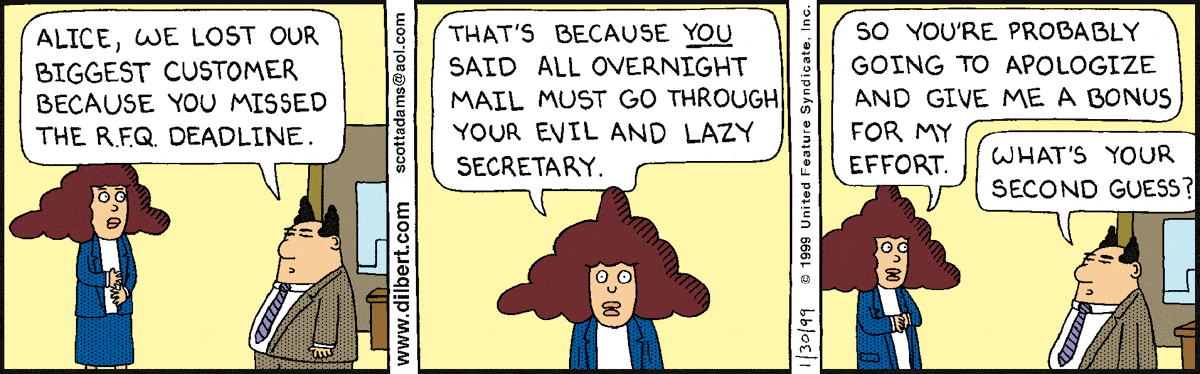 ALICE, WE LOST OUR
BIGGEST CUSTOMER
BECAUSE YOU MISSED
THE R.F.Q. DEADLINE.
www.dilbert.com scottadams@aol.com
THAT'S BECAUSE YOU
SAID ALL OVERNIGHT
MAIL MUST GO THROUGH
YOUR EVIL AND LAZY
SECRETARY.
1/30/99 © 1999 United Feature Syndicate, Inc.
SO YOU'RE PROBABLY
GOING TO APOLOGIZE
AND GIVE ME A BONUS
FOR MY
EFFORT.
WHAT'S YOUR
SECOND GUESS?